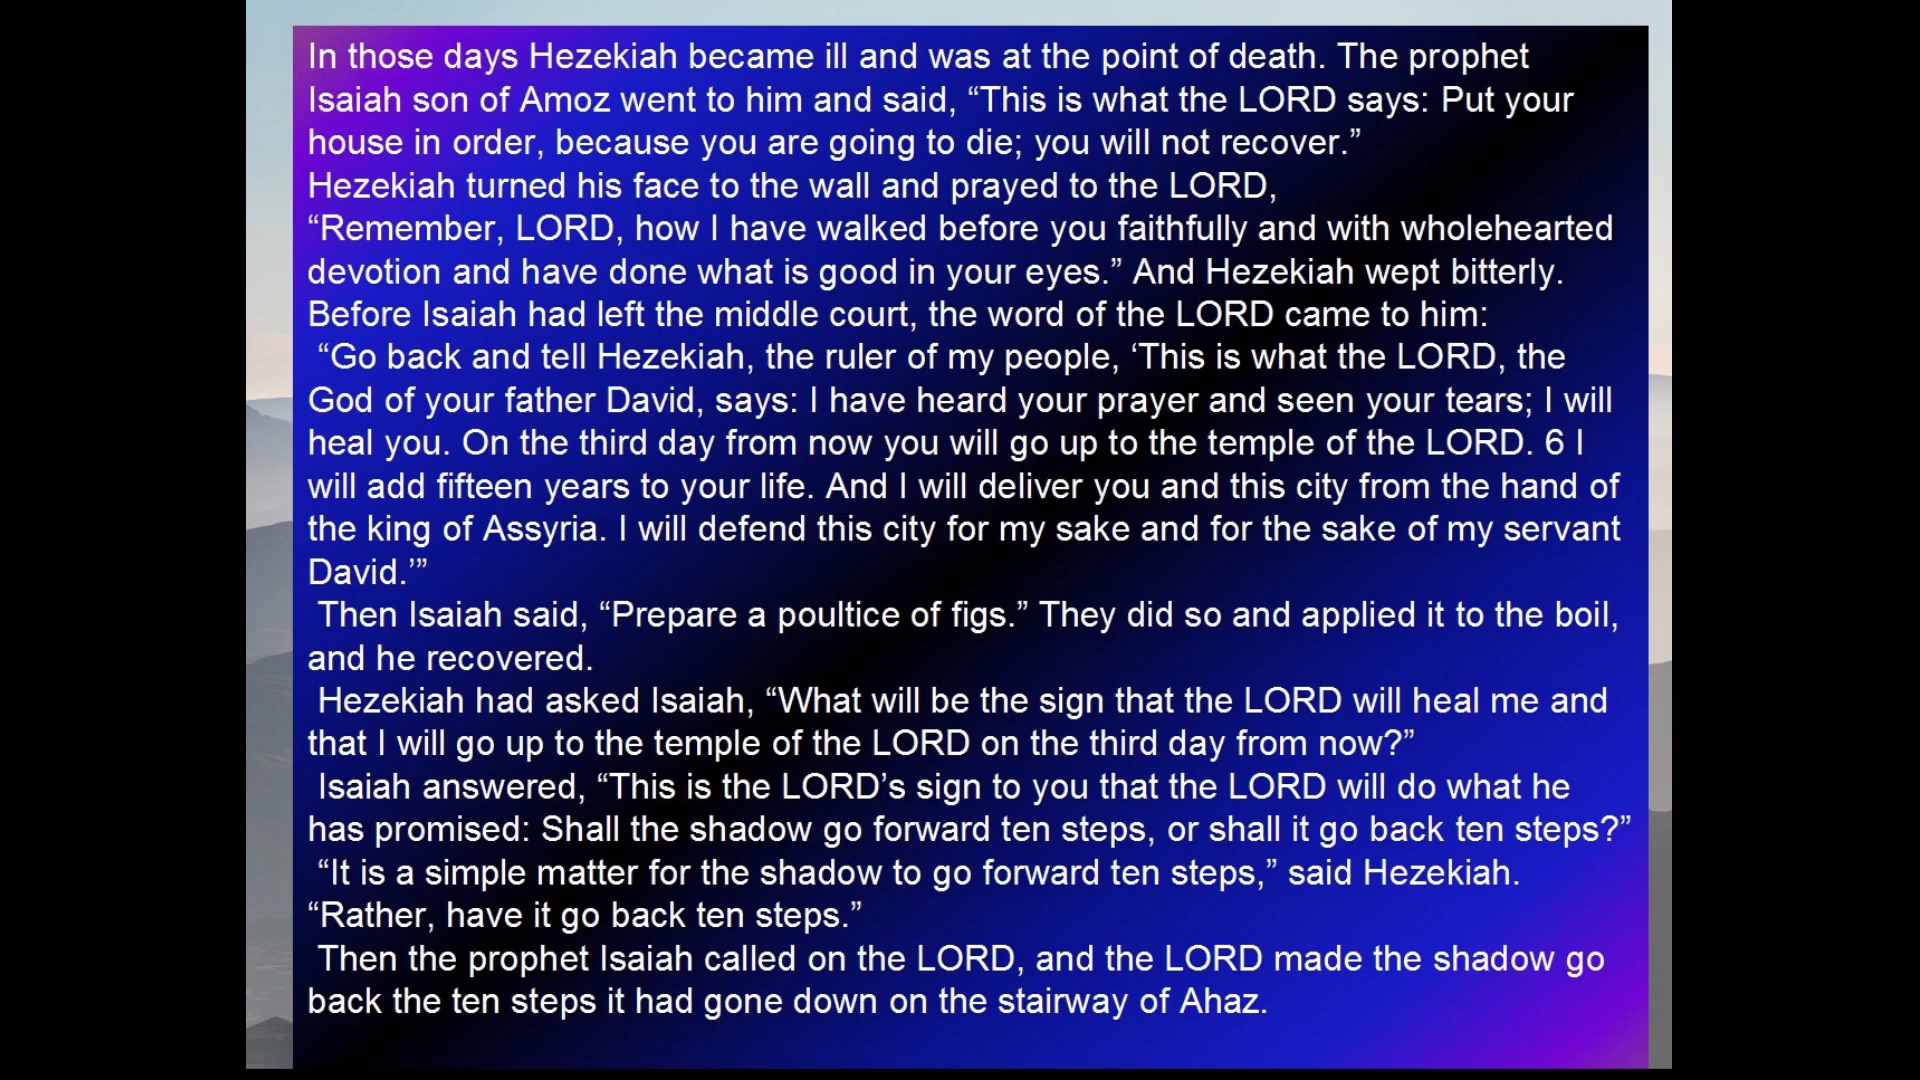 In those days Hezekiah became ill and was at the point of death. The prophet
Isaiah son of Amoz went to him and said, “This is what the LORD says: Put your
house in order, because you are going to die; you will not recover.”
Hezekiah turned his face to the wall and prayed to the LORD,
“Remember, LORD, how I have walked before you faithfully and with wholehearted
devotion and have done what is good in your eyes.” And Hezekiah wept bitterly.
Before Isaiah had left the middle court, the word of the LORD came to him:
“Go back and tell Hezekiah, the ruler of my people, ‘This is what the LORD, the
God of your father David, says: I have heard your prayer and seen your tears; I will
heal you. On the third day from now you will go up to the temple of the LORD. 6 I
will add fifteen years to your life. And I will deliver you and this city from the hand of
the king of Assyria. I will defend this city for my sake and for the sake of my servant
David.’”
Then Isaiah said, “Prepare a poultice of figs.” They did so and applied it to the boil,
and he recovered.
Hezekiah had asked Isaiah, “What will be the sign that the LORD will heal me and
that I will go up to the temple of the LORD on the third day from now?”
Isaiah answered, “This is the LORD’s sign to you that the LORD will do what he
has promised: Shall the shadow go forward ten steps, or shall it go back ten steps?”
“It is a simple matter for the shadow to go forward ten steps,” said Hezekiah.
“Rather, have it go back ten steps.”
Then the prophet Isaiah called on the LORD, and the LORD made the shadow go
back the ten steps it had gone down on the stairway of Ahaz.